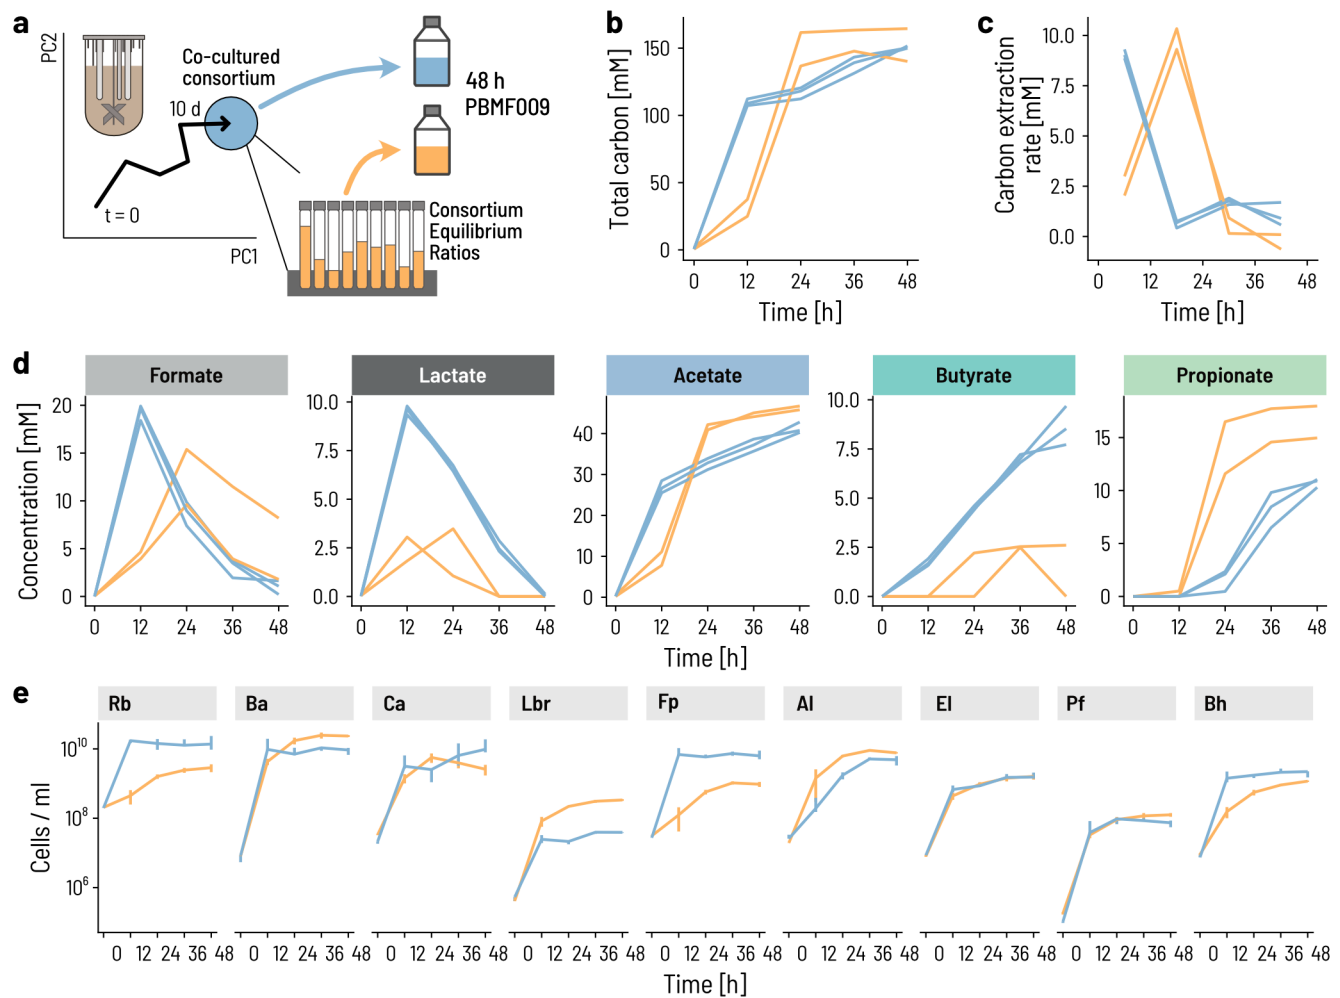 a
PC2
Co-cultured
consortium
10 d
t = 0
PC1
48 h
PBMF009
Consortium
Equilibrium
Ratios
b
Total carbon [mM]
150
100
50
0
0 12 24 36 48
Time [h]
c
Carbon extraction
rate [mM]
10.0
7.5
5.0
2.5
0.0
0 12 24 36 48
Time [h]
d
Formate Lactate Acetate Butyrate Propionate
Concentration [mM]
20
15
10
5
0
0 12 24 36 48
10.0
7.5
5.0
2.5
0.0
0 12 24 36 48
40
30
20
10
0
0 12 24 36 48
10.0
7.5
5.0
2.5
0.0
0 12 24 36 48
15
10
5
0
0 12 24 36 48
Time [h]
e
Rb Ba Ca Lbr Fp Al El Pf Bh
Cells / ml
10¹⁰
10⁸
10⁶
0 12 24 36 48 0 12 24 36 48 0 12 24 36 48 0 12 24 36 48 0 12 24 36 48 0 12 24 36 48 0 12 24 36 48 0 12 24 36 48 0 12 24 36 48
Time [h]